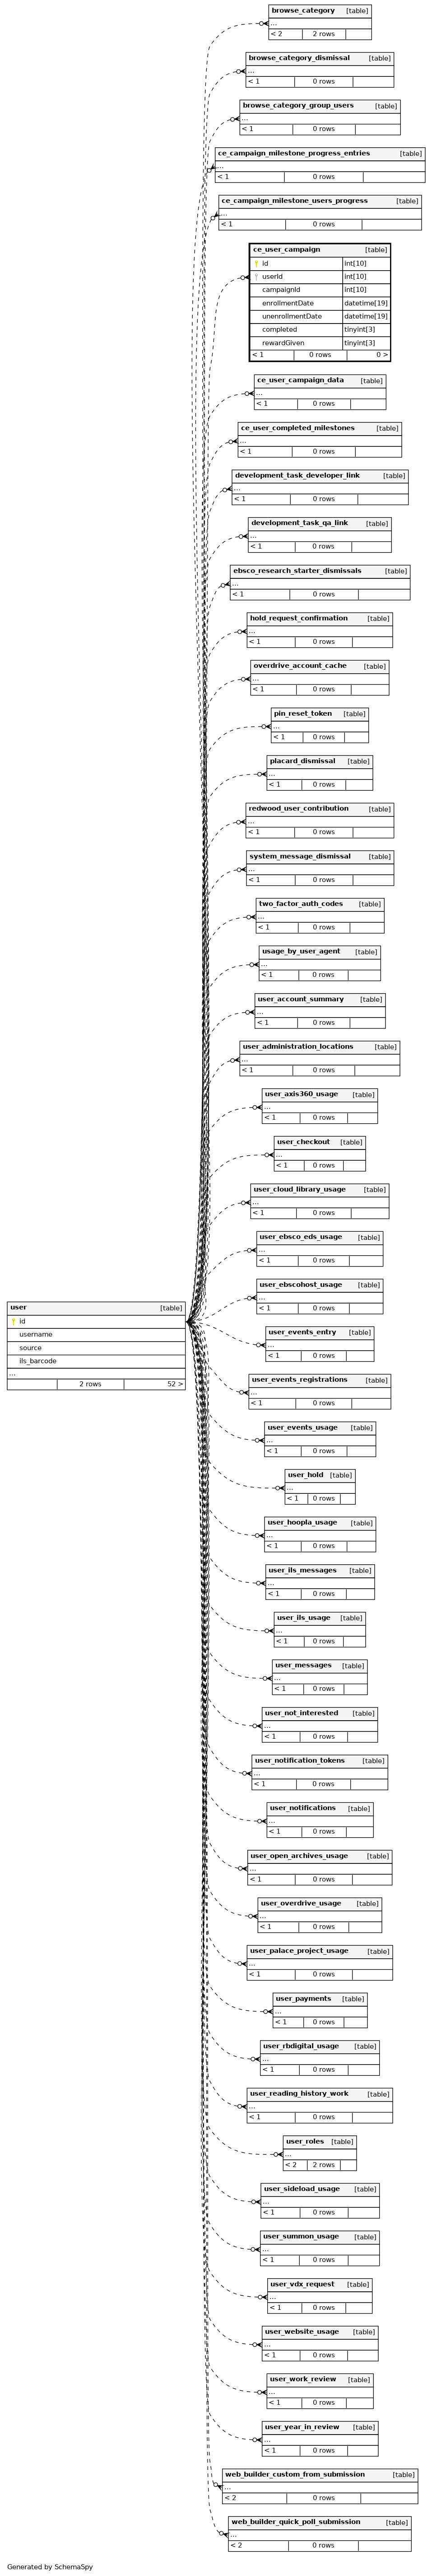 browse_category [table]
...
< 2 2 rows
browse_category_dismissal [table]
...
< 1 0 rows
browse_category_group_users [table]
...
< 1 0 rows
ce_campaign_milestone_progress_entries [table]
...
< 1 0 rows
ce_campaign_milestone_users_progress [table]
...
< 1 0 rows
ce_user_campaign [table]
id int[10]
userId int[10]
campaignId int[10]
enrollmentDate datetime[19]
unenrollmentDate datetime[19]
completed tinyint[3]
rewardGiven tinyint[3]
< 1 0 rows 0 >
ce_user_campaign_data [table]
...
< 1 0 rows
ce_user_completed_milestones [table]
...
< 1 0 rows
development_task_developer_link [table]
...
< 1 0 rows
development_task_qa_link [table]
...
< 1 0 rows
ebsco_research_starter_dismissals [table]
...
< 1 0 rows
hold_request_confirmation [table]
...
< 1 0 rows
overdrive_account_cache [table]
...
< 1 0 rows
pin_reset_token [table]
...
< 1 0 rows
placard_dismissal [table]
...
< 1 0 rows
redwood_user_contribution [table]
...
< 1 0 rows
system_message_dismissal [table]
...
< 1 0 rows
two_factor_auth_codes [table]
...
< 1 0 rows
usage_by_user_agent [table]
...
< 1 0 rows
user_account_summary [table]
...
< 1 0 rows
user_administration_locations [table]
...
< 1 0 rows
user_axis360_usage [table]
...
< 1 0 rows
user_checkout [table]
...
< 1 0 rows
user_cloud_library_usage [table]
...
< 1 0 rows
user_ebsco_eds_usage [table]
...
< 1 0 rows
user_ebscohost_usage [table]
...
< 1 0 rows
user [table]
id
username
source
ils_barcode
...
2 rows 52 >
user_events_entry [table]
...
< 1 0 rows
user_events_registrations [table]
...
< 1 0 rows
user_events_usage [table]
...
< 1 0 rows
user_hold [table]
...
< 1 0 rows
user_hoopla_usage [table]
...
< 1 0 rows
user_ils_messages [table]
...
< 1 0 rows
user_ils_usage [table]
...
< 1 0 rows
user_messages [table]
...
< 1 0 rows
user_not_interested [table]
...
< 1 0 rows
user_notification_tokens [table]
...
< 1 0 rows
user_notifications [table]
...
< 1 0 rows
user_open_archives_usage [table]
...
< 1 0 rows
user_overdrive_usage [table]
...
< 1 0 rows
user_palace_project_usage [table]
...
< 1 0 rows
user_payments [table]
...
< 1 0 rows
user_rbdigital_usage [table]
...
< 1 0 rows
user_reading_history_work [table]
...
< 1 0 rows
user_roles [table]
...
< 2 2 rows
user_sideload_usage [table]
...
< 1 0 rows
user_summon_usage [table]
...
< 1 0 rows
user_vdx_request [table]
...
< 1 0 rows
user_website_usage [table]
...
< 1 0 rows
user_work_review [table]
...
< 1 0 rows
user_year_in_review [table]
...
< 1 0 rows
web_builder_custom_from_submission [table]
...
< 2 0 rows
web_builder_quick_poll_submission [table]
...
< 2 0 rows
Generated by SchemaSpy